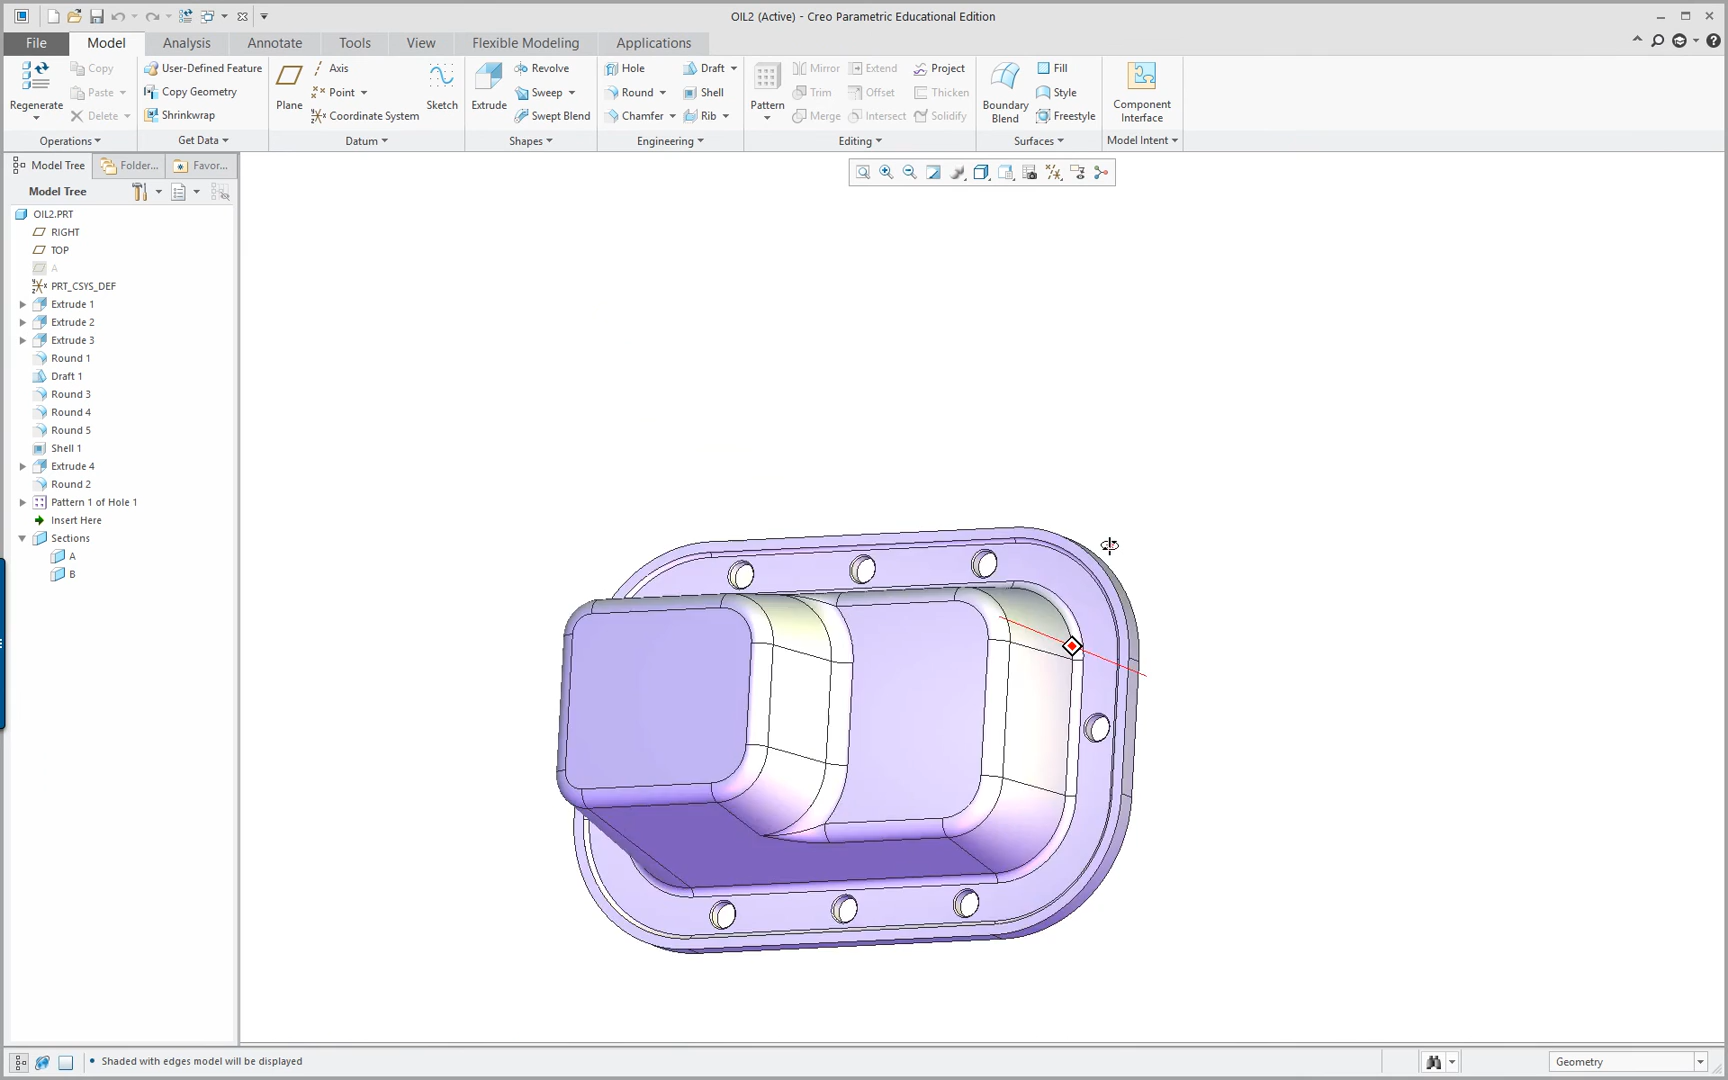 OIL2 (Active) - Creo Parametric Educational Edition
File Model Analysis Annotate Tools View Flexible Modeling Applications
Regenerate
Copy
Paste
Delete
Operations
User-Defined Feature
Copy Geometry
Shrinkwrap
Get Data
Plane
Axis
Point
Coordinate System
Sketch
Datum
Extrude
Revolve
Sweep
Swept Blend
Shapes
Hole
Round
Chamfer
Draft
Shell
Rib
Engineering
Pattern
Mirror
Trim
Merge
Extend
Offset
Intersect
Project
Thicken
Solidify
Editing
Boundary
Blend
Fill
Style
Freestyle
Surfaces
Component
Interface
Model Intent
Model Tree Folder... Favor...
Model Tree
OIL2.PRT
RIGHT
TOP
A
PRT_CSYS_DEF
Extrude 1
Extrude 2
Extrude 3
Round 1
Draft 1
Round 3
Round 4
Round 5
Shell 1
Extrude 4
Round 2
Pattern 1 of Hole 1
Insert Here
Sections
A
B
• Shaded with edges model will be displayed
Geometry